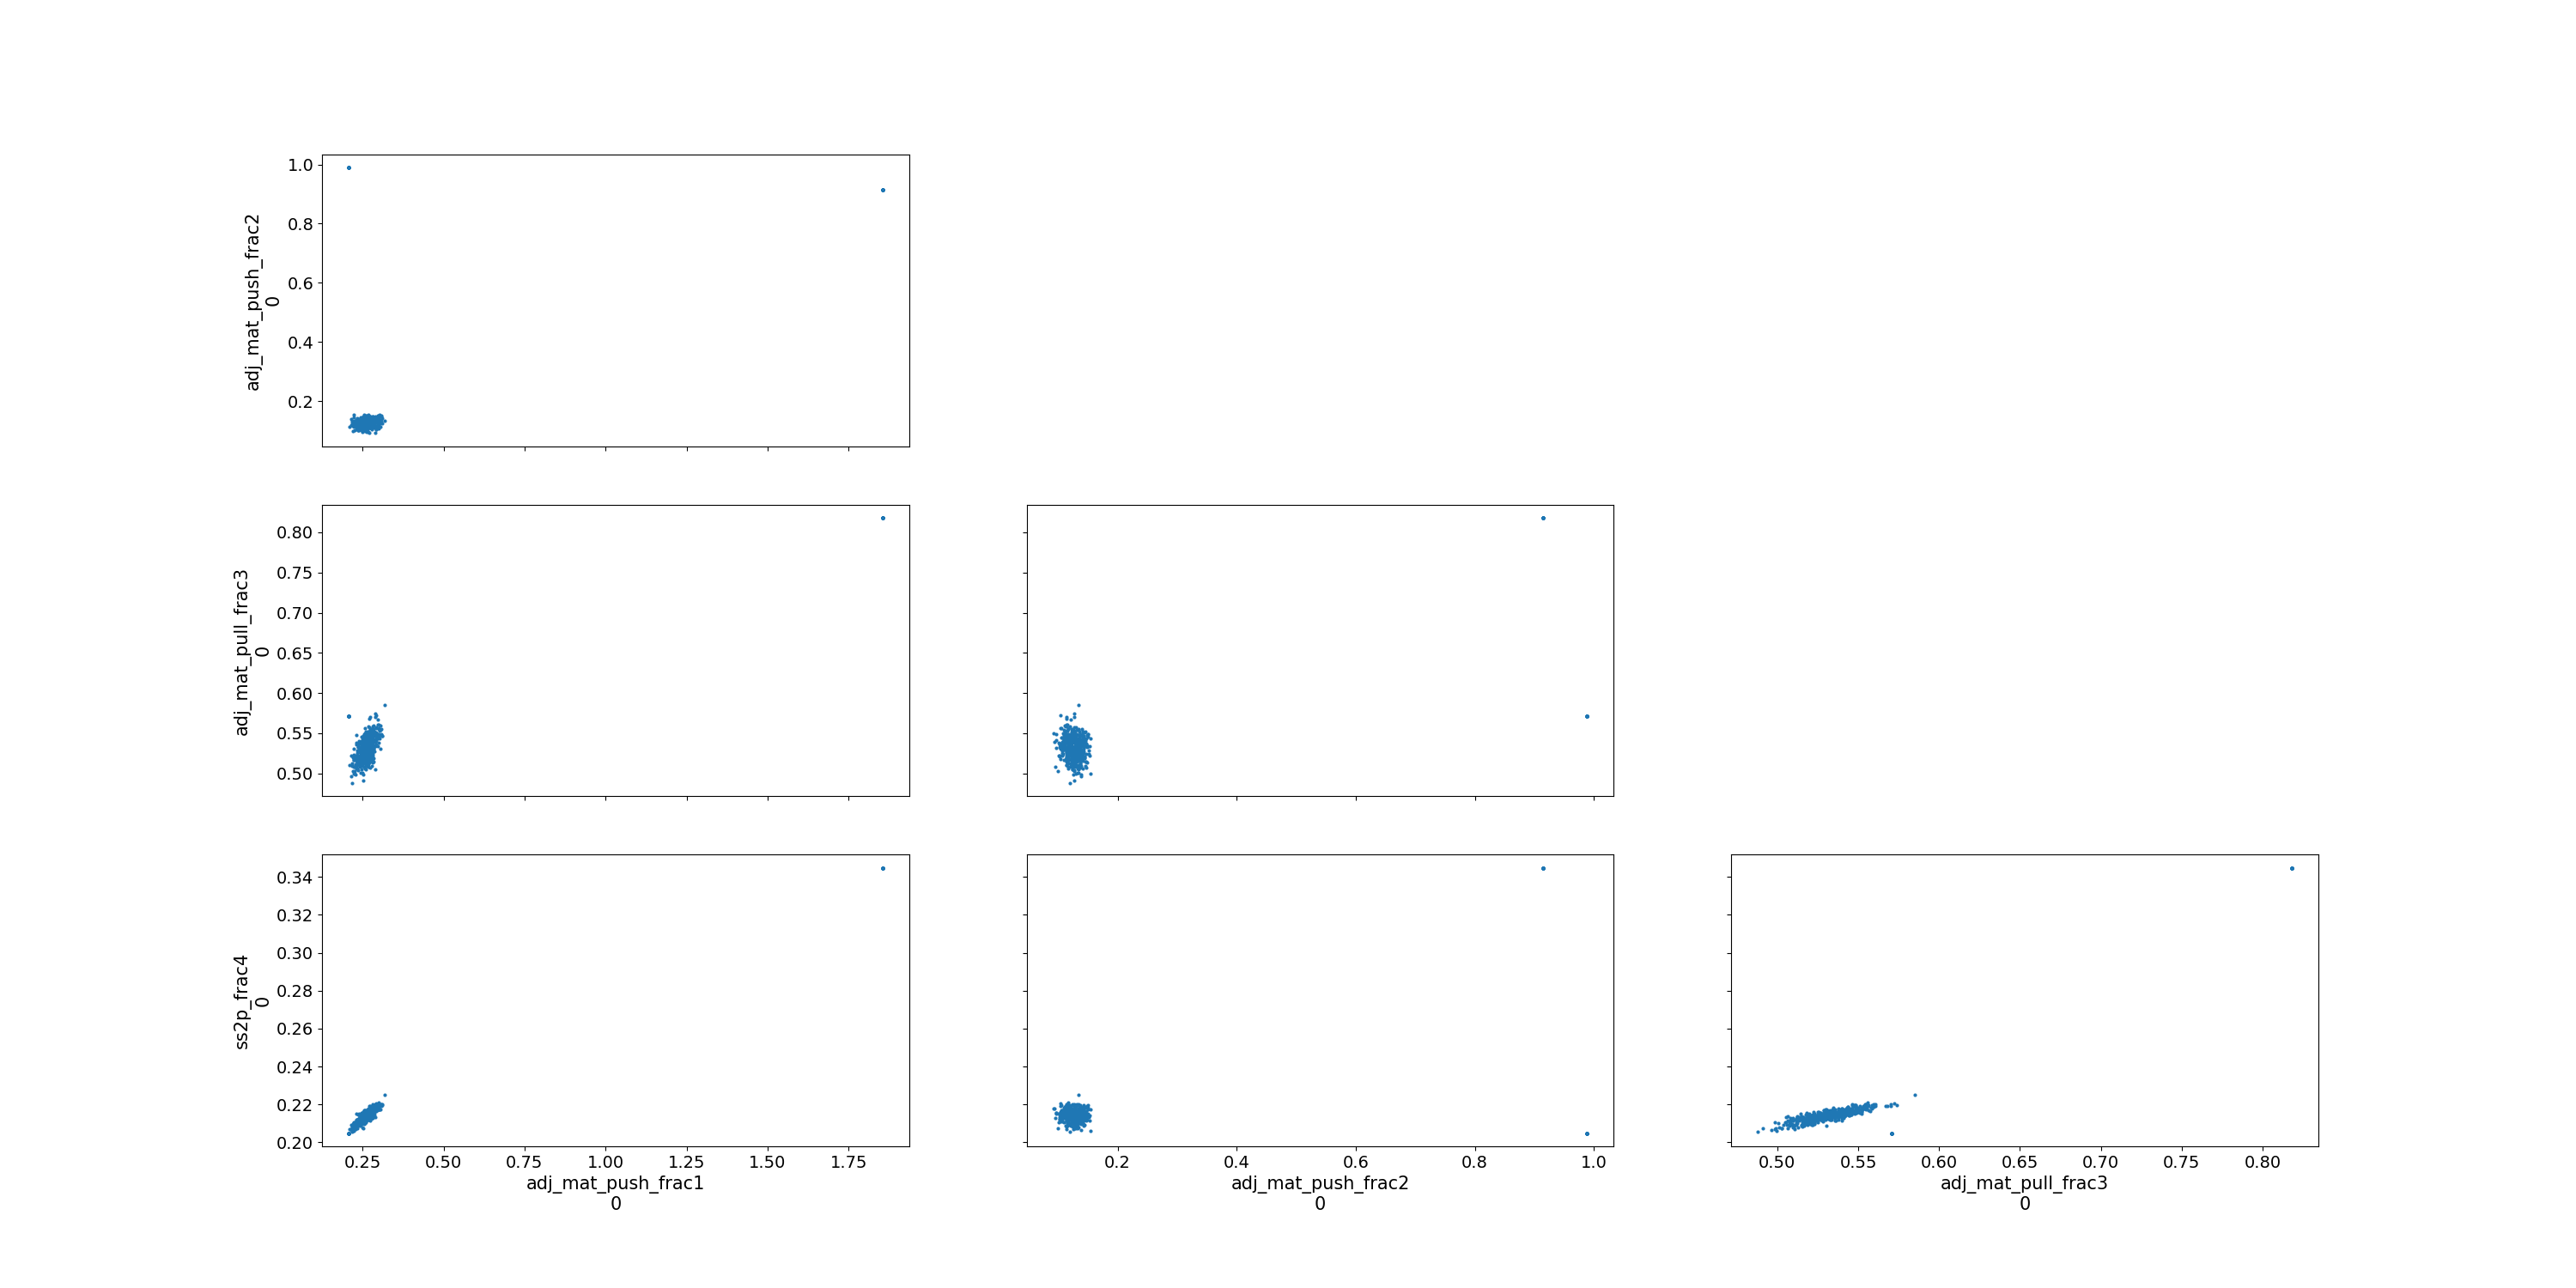 adj_mat_push_frac2
0
1.0
0.8
0.6
0.4
0.2
adj_mat_pull_frac3
0
0.80
0.75
0.70
0.65
0.60
0.55
0.50
ss2p_frac4
0
0.34
0.32
0.30
0.28
0.26
0.24
0.22
0.20
0.25 0.50 0.75 1.00 1.25 1.50 1.75
adj_mat_push_frac1
0
0.2 0.4 0.6 0.8 1.0
adj_mat_push_frac2
0
0.50 0.55 0.60 0.65 0.70 0.75 0.80
adj_mat_pull_frac3
0